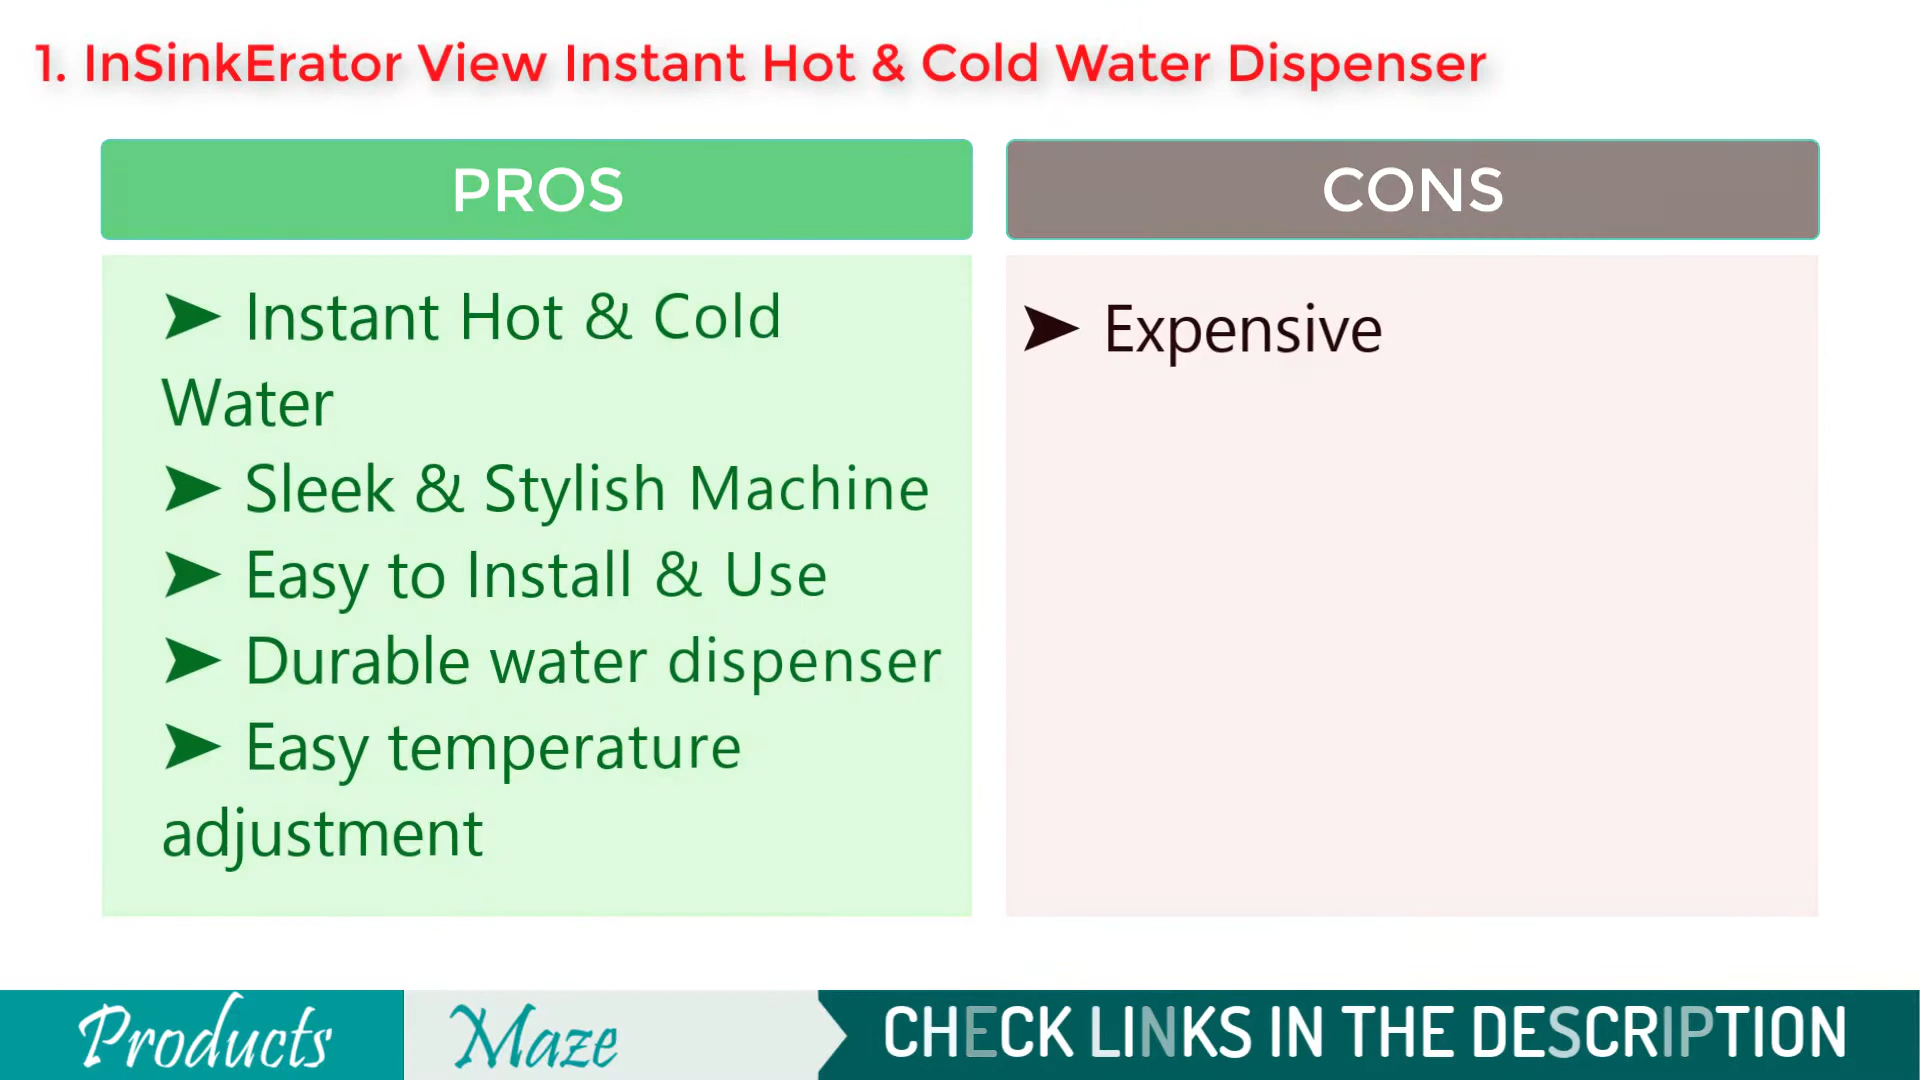 1. InSinkErator View Instant Hot & Cold Water Dispenser
PROS
➤ Instant Hot & Cold
Water
➤ Sleek & Stylish Machine
➤ Easy to Install & Use
➤ Durable water dispenser
➤ Easy temperature
adjustment
CONS
➤ Expensive
Products Maze
CHECK LINKS IN THE DESCRIPTION